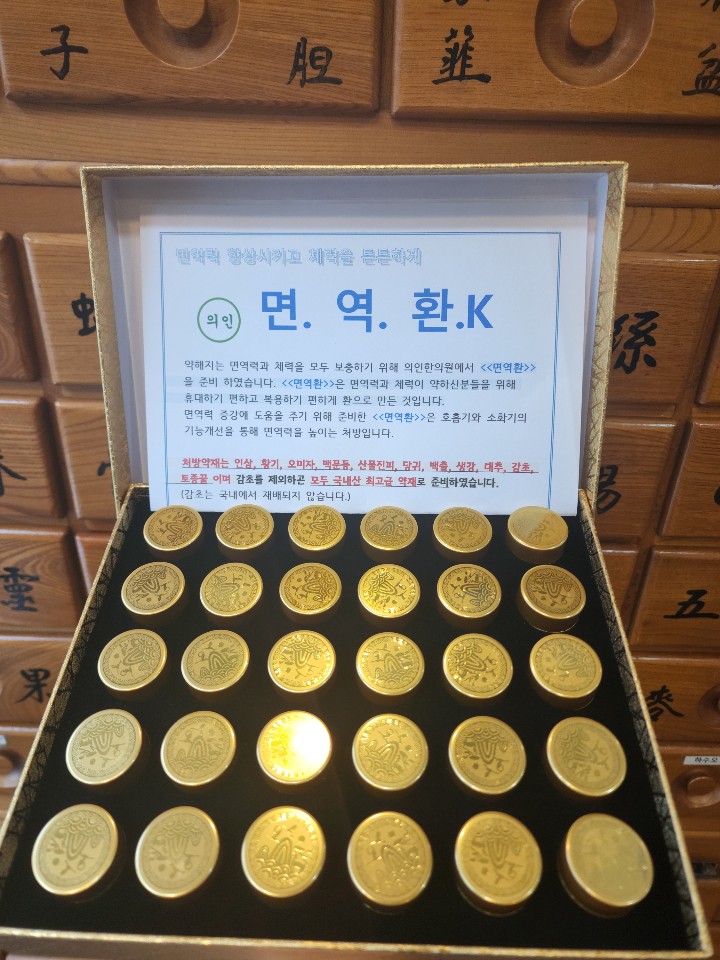 子
膽
韮
면역력 향상시키고 체력을 튼튼하게
의인
면. 역. 환.K
약해지는 면역력과 체력을 모두 보충하기 위해 의인한의원에서 <<면역환>>
을 준비 하였습니다. <<면역환>>은 면역력과 체력이 약하신분들을 위해
휴대하기 편하고 복용하기 편하게 환으로 만든 것입니다.
면역력 증강에 도움을 주기 위해 준비한 <<면역환>>은 호흡기와 소화기의
기능개선을 통해 면역력을 높이는 처방입니다.
처방약재는 인삼, 황기, 오미자, 맥문동, 산물진피, 당귀, 백출, 생강, 대추, 감초,
토종꿀 이며 감초를 제외하곤 모두 국내산 최고급 약재로 준비하였습니다.
(감초는 국내에서 재배되지 않습니다.)
靈
五
果
하수오